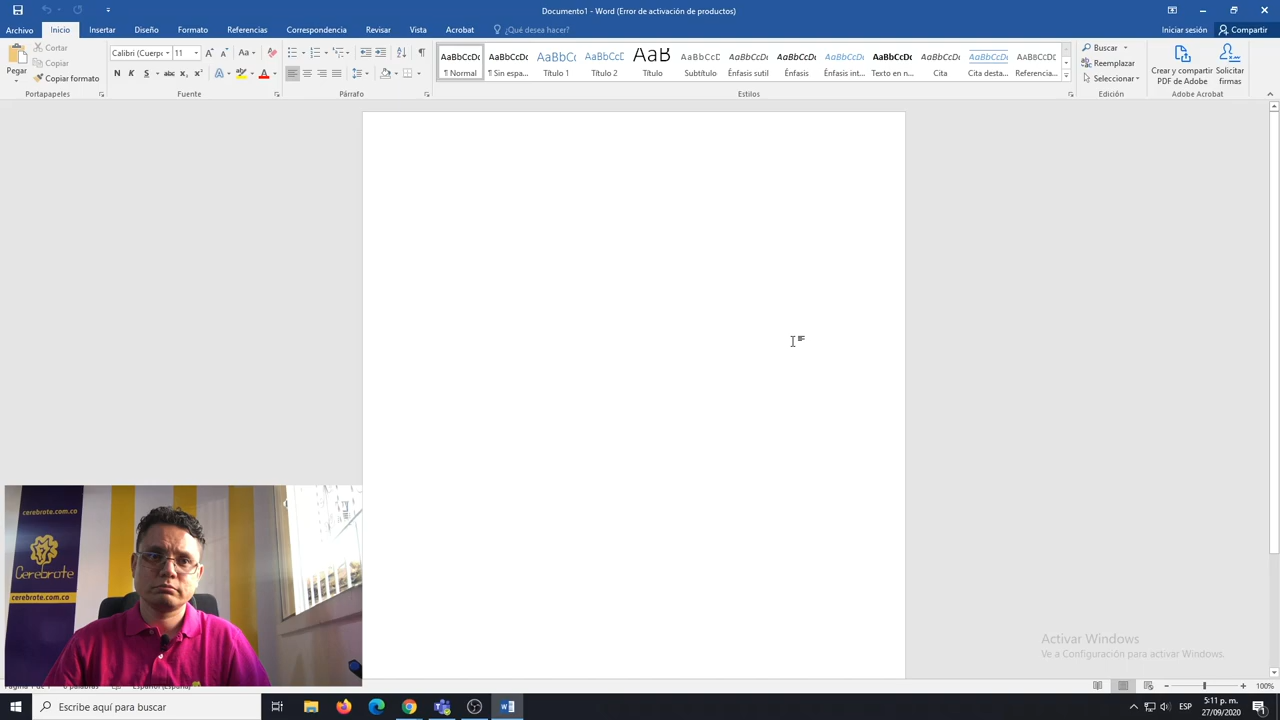 Documento1 - Word (Error de activación de productos)
Archivo Inicio Insertar Diseño Formato Referencias Correspondencia Revisar Vista Acrobat ¿Qué desea hacer? Iniciar sesión Compartir
Pegar
Cortar
Copiar
Copiar formato
Portapapeles
Calibri (Cuerpo 11
Fuente
Párrafo
AaBbCcDc AaBbCcDc AaBbCc AaBbCcD AaB AaBbCcD AaBbCcDc AaBbCcDc AaBbCcDc AaBbCcDc AaBbCcDc AaBbCcDc AABBCCDC
¶ Normal ¶ Sin espa... Título 1 Título 2 Título Subtítulo Énfasis sutil Énfasis Énfasis int... Texto en n... Cita Cita desta... Referencia...
Estilos
Buscar
Reemplazar
Seleccionar
Edición
Crear y compartir
PDF de Adobe
Solicitar
firmas
Adobe Acrobat
cerebrote.com.co
Cerebrote
cerebrote.com.co
Activar Windows
Ve a Configuración para activar Windows.
100%
Escribe aquí para buscar
ESP
5:11 p. m.
27/09/2020